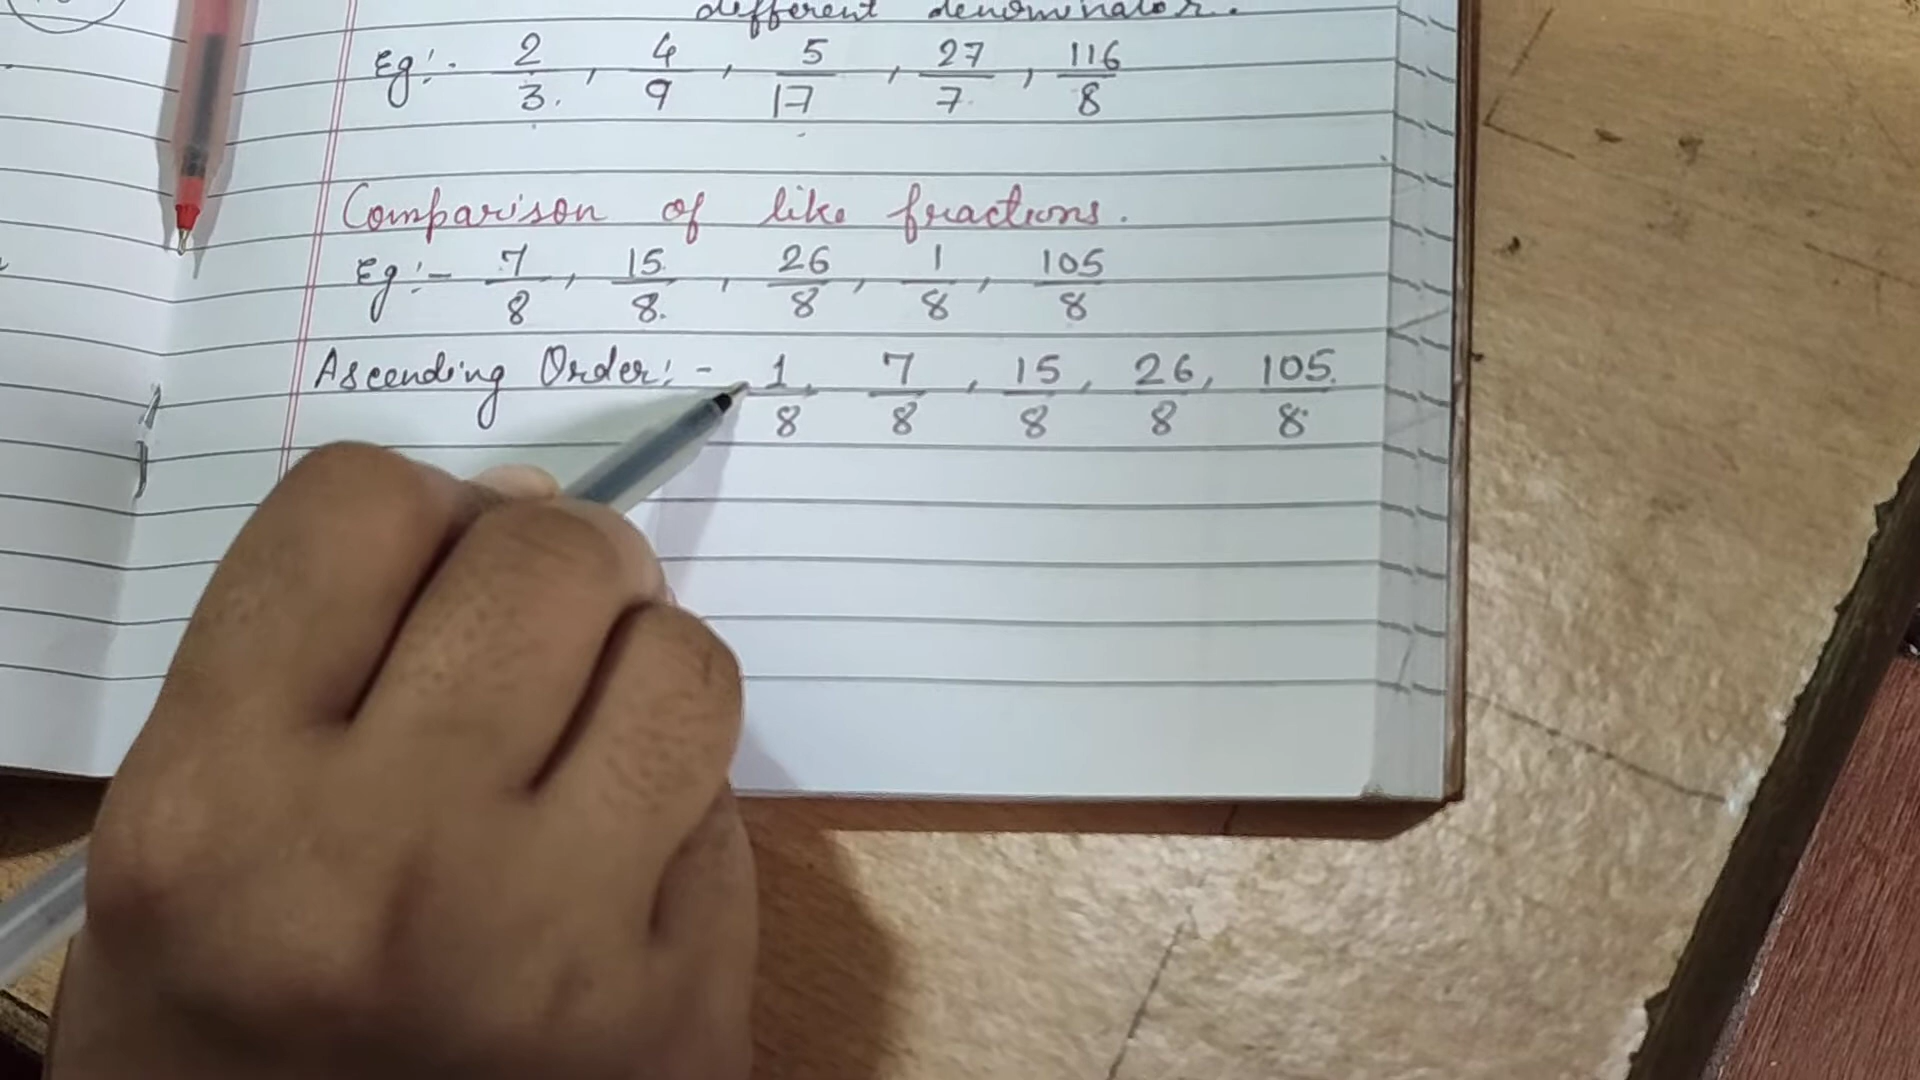 different denominator.
Eg:- 2/3, 4/9, 5/17, 27/7, 116/8
Comparison of like fractions.
Eg:- 7/8, 15/8, 26/8, 1/8, 105/8
Ascending Order:- 1/8, 7/8, 15/8, 26/8, 105/8